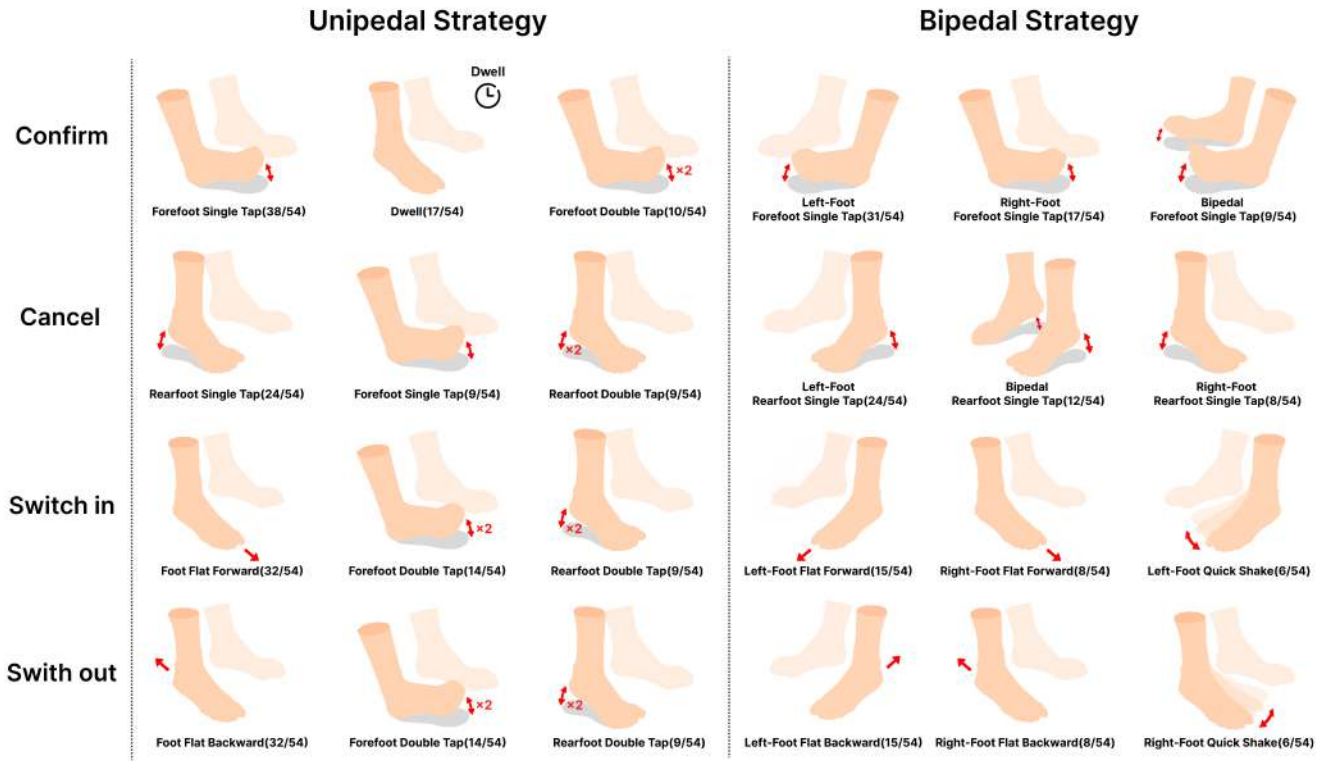 Unipedal Strategy
Bipedal Strategy
Confirm
Dwell
×2
Forefoot Single Tap(38/54)
Dwell(17/54)
Forefoot Double Tap(10/54)
Left-Foot
Forefoot Single Tap(31/54)
Right-Foot
Forefoot Single Tap(17/54)
Bipedal
Forefoot Single Tap(9/54)
Cancel
×2
Rearfoot Single Tap(24/54)
Forefoot Single Tap(9/54)
Rearfoot Double Tap(9/54)
Left-Foot
Rearfoot Single Tap(24/54)
Bipedal
Rearfoot Single Tap(12/54)
Right-Foot
Rearfoot Single Tap(8/54)
Switch in
×2
×2
Foot Flat Forward(32/54)
Forefoot Double Tap(14/54)
Rearfoot Double Tap(9/54)
Left-Foot Flat Forward(15/54)
Right-Foot Flat Forward(8/54)
Left-Foot Quick Shake(6/54)
Swith out
×2
×2
Foot Flat Backward(32/54)
Forefoot Double Tap(14/54)
Rearfoot Double Tap(9/54)
Left-Foot Flat Backward(15/54)
Right-Foot Flat Backward(8/54)
Right-Foot Quick Shake(6/54)